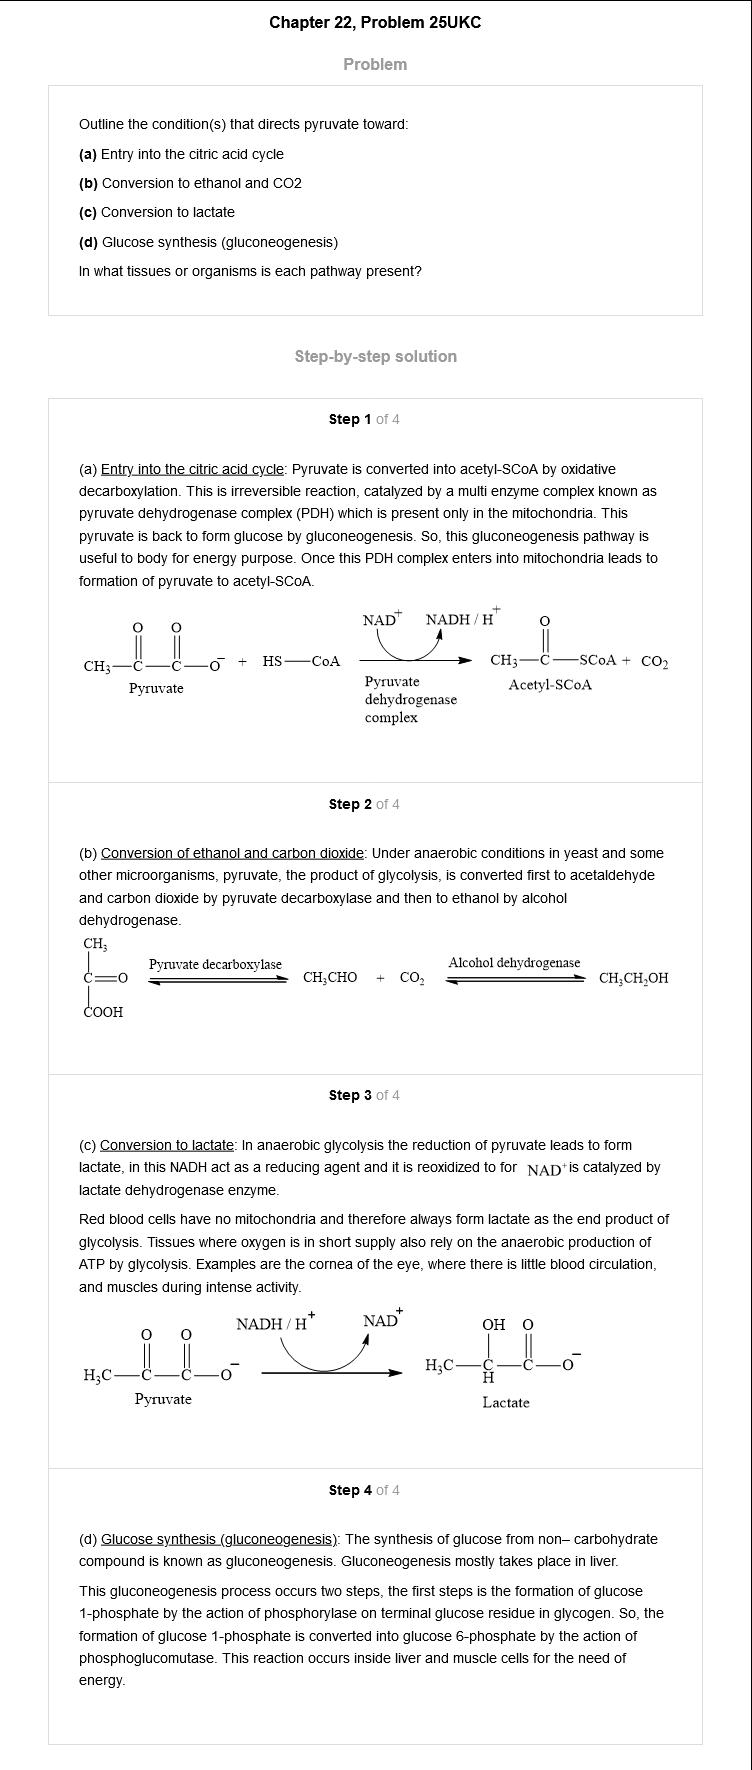 Chapter 22, Problem 25UKC
Problem
Outline the condition(s) that directs pyruvate toward:
(a) Entry into the citric acid cycle
(b) Conversion to ethanol and CO2
(c) Conversion to lactate
(d) Glucose synthesis (gluconeogenesis)
In what tissues or organisms is each pathway present?
Step-by-step solution
Step 1 of 4
(a) Entry into the citric acid cycle: Pyruvate is converted into acetyl-SCoA by oxidative
decarboxylation. This is irreversible reaction, catalyzed by a multi enzyme complex known as
pyruvate dehydrogenase complex (PDH) which is present only in the mitochondria. This
pyruvate is back to form glucose by gluconeogenesis. So, this gluconeogenesis pathway is
useful to body for energy purpose. Once this PDH complex enters into mitochondria leads to
formation of pyruvate to acetyl-SCoA.
NAD+ NADH / H+
O O O
CH3 C C O- + HS CoA CH3 C SCoA + CO2
Pyruvate Pyruvate Acetyl-SCoA
dehydrogenase
complex
Step 2 of 4
(b) Conversion of ethanol and carbon dioxide: Under anaerobic conditions in yeast and some
other microorganisms, pyruvate, the product of glycolysis, is converted first to acetaldehyde
and carbon dioxide by pyruvate decarboxylase and then to ethanol by alcohol
dehydrogenase.
CH3
Pyruvate decarboxylase Alcohol dehydrogenase
C=O CH3CHO + CO2 CH3CH2OH
COOH
Step 3 of 4
(c) Conversion to lactate: In anaerobic glycolysis the reduction of pyruvate leads to form
lactate, in this NADH act as a reducing agent and it is reoxidized to for NAD+ is catalyzed by
lactate dehydrogenase enzyme.
Red blood cells have no mitochondria and therefore always form lactate as the end product of
glycolysis. Tissues where oxygen is in short supply also rely on the anaerobic production of
ATP by glycolysis. Examples are the cornea of the eye, where there is little blood circulation,
and muscles during intense activity.
NADH / H+ NAD+
O O OH O
H3C C C O- H3C C C O-
H
Pyruvate Lactate
Step 4 of 4
(d) Glucose synthesis (gluconeogenesis): The synthesis of glucose from non– carbohydrate
compound is known as gluconeogenesis. Gluconeogenesis mostly takes place in liver.
This gluconeogenesis process occurs two steps, the first steps is the formation of glucose
1-phosphate by the action of phosphorylase on terminal glucose residue in glycogen. So, the
formation of glucose 1-phosphate is converted into glucose 6-phosphate by the action of
phosphoglucomutase. This reaction occurs inside liver and muscle cells for the need of
energy.